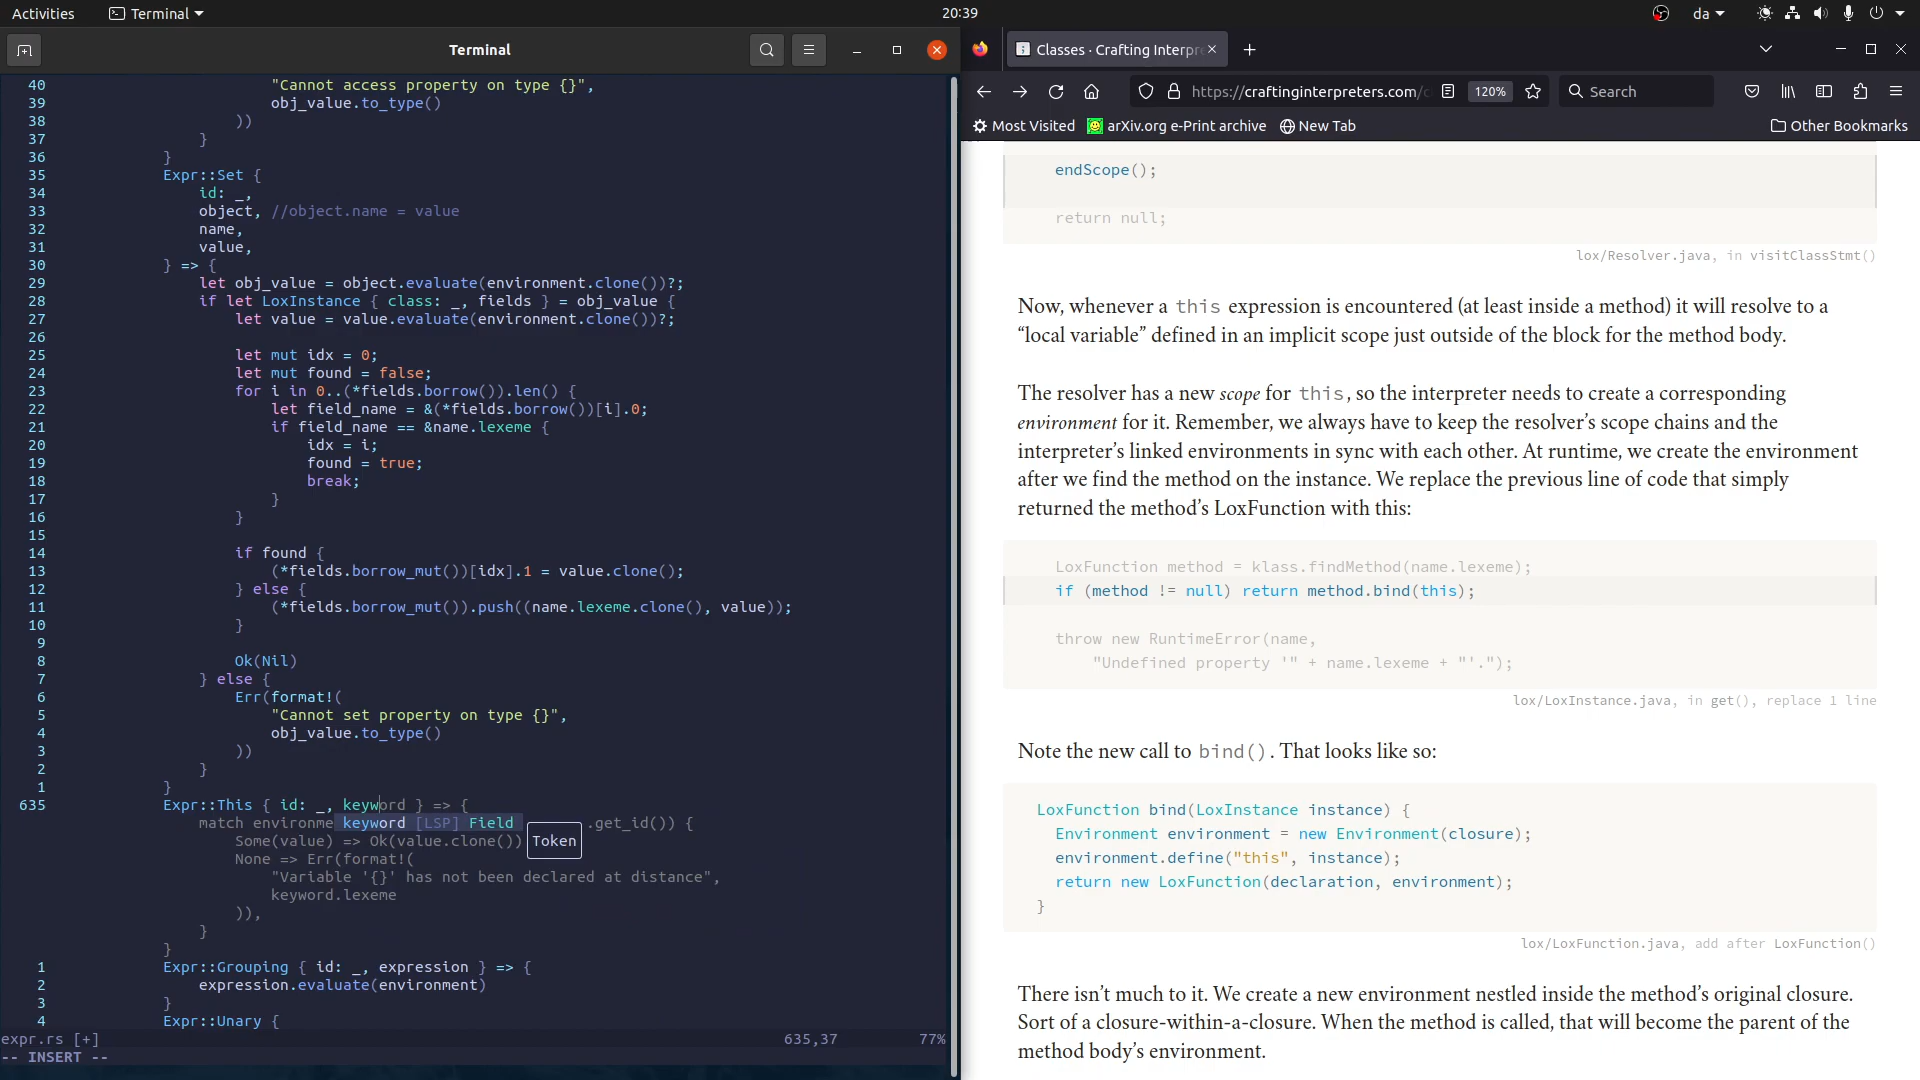 Activities
Terminal
20:39
da
Terminal
40 "Cannot access property on type {}",
39 obj_value.to_type()
38 ))
37 }
36 }
35 Expr::Set {
34 id: _,
33 object, //object.name = value
32 name,
31 value,
30 } => {
29 let obj_value = object.evaluate(environment.clone())?;
28 if let LoxInstance { class: _, fields } = obj_value {
27 let value = value.evaluate(environment.clone())?;
26
25 let mut idx = 0;
24 let mut found = false;
23 for i in 0..(*fields.borrow()).len() {
22 let field_name = &(*fields.borrow())[i].0;
21 if field_name == &name.lexeme {
20 idx = i;
19 found = true;
18 break;
17 }
16 }
15
14 if found {
13 (*fields.borrow_mut())[idx].1 = value.clone();
12 } else {
11 (*fields.borrow_mut()).push((name.lexeme.clone(), value));
10 }
9
8 Ok(Nil)
7 } else {
6 Err(format!(
5 "Cannot set property on type {}",
4 obj_value.to_type()
3 ))
2 }
1 }
635 Expr::This { id: _, keyword } => {
match environme keyword [LSP] Field .get_id()) {
Some(value) => Ok(value.clone()) Token
None => Err(format!(
"Variable '{}' has not been declared at distance",
keyword.lexeme
)),
}
}
1 Expr::Grouping { id: _, expression } => {
2 expression.evaluate(environment)
3 }
4 Expr::Unary {
expr.rs [+] 635,37 77%
-- INSERT --
Classes · Crafting Interpr
https://craftinginterpreters.com/c
120%
Search
Most Visited
arXiv.org e-Print archive
New Tab
Other Bookmarks
endScope();
return null;
lox/Resolver.java, in visitClassStmt()
Now, whenever a this expression is encountered (at least inside a method) it will resolve to a
“local variable” defined in an implicit scope just outside of the block for the method body.
The resolver has a new scope for this, so the interpreter needs to create a corresponding
environment for it. Remember, we always have to keep the resolver’s scope chains and the
interpreter’s linked environments in sync with each other. At runtime, we create the environment
after we find the method on the instance. We replace the previous line of code that simply
returned the method’s LoxFunction with this:
LoxFunction method = klass.findMethod(name.lexeme);
if (method != null) return method.bind(this);
throw new RuntimeError(name,
"Undefined property '" + name.lexeme + "'.");
lox/LoxInstance.java, in get(), replace 1 line
Note the new call to bind(). That looks like so:
LoxFunction bind(LoxInstance instance) {
Environment environment = new Environment(closure);
environment.define("this", instance);
return new LoxFunction(declaration, environment);
}
lox/LoxFunction.java, add after LoxFunction()
There isn’t much to it. We create a new environment nestled inside the method’s original closure.
Sort of a closure-within-a-closure. When the method is called, that will become the parent of the
method body’s environment.